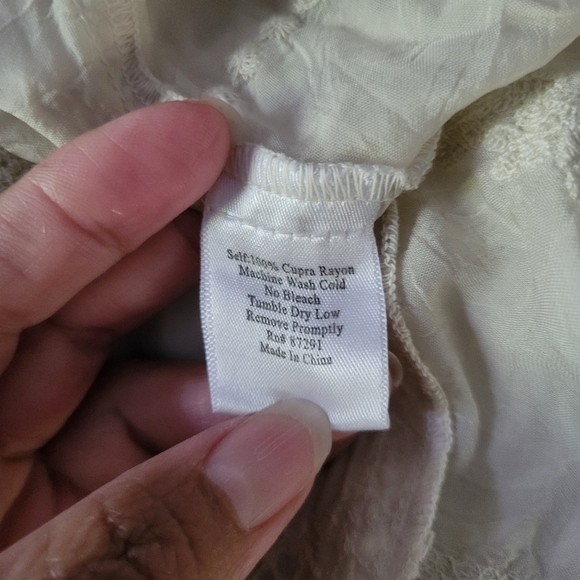 Self:100% Cupra Rayon
Machine Wash Cold
No Bleach
Tumble Dry Low
Remove Promptly
Rn# 87291
Made In China